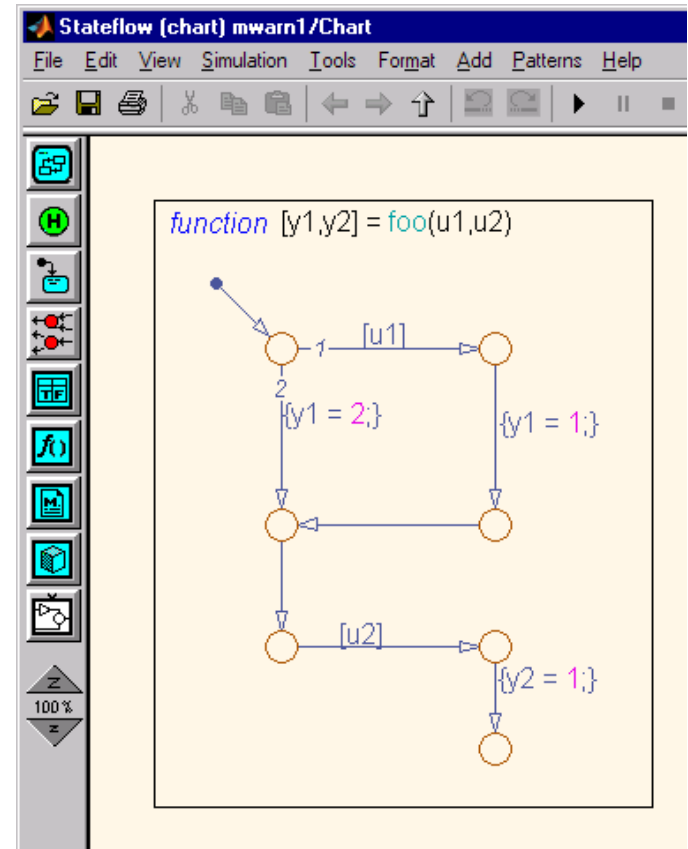 Stateflow (chart) mwarn1/Chart
File Edit View Simulation Tools Format Add Patterns Help
function [y1,y2] = foo(u1,u2)
1 [u1]
2
{y1 = 2;}
{y1 = 1;}
[u2]
{y2 = 1;}
H
TF
f()
M
Z
100 %
z